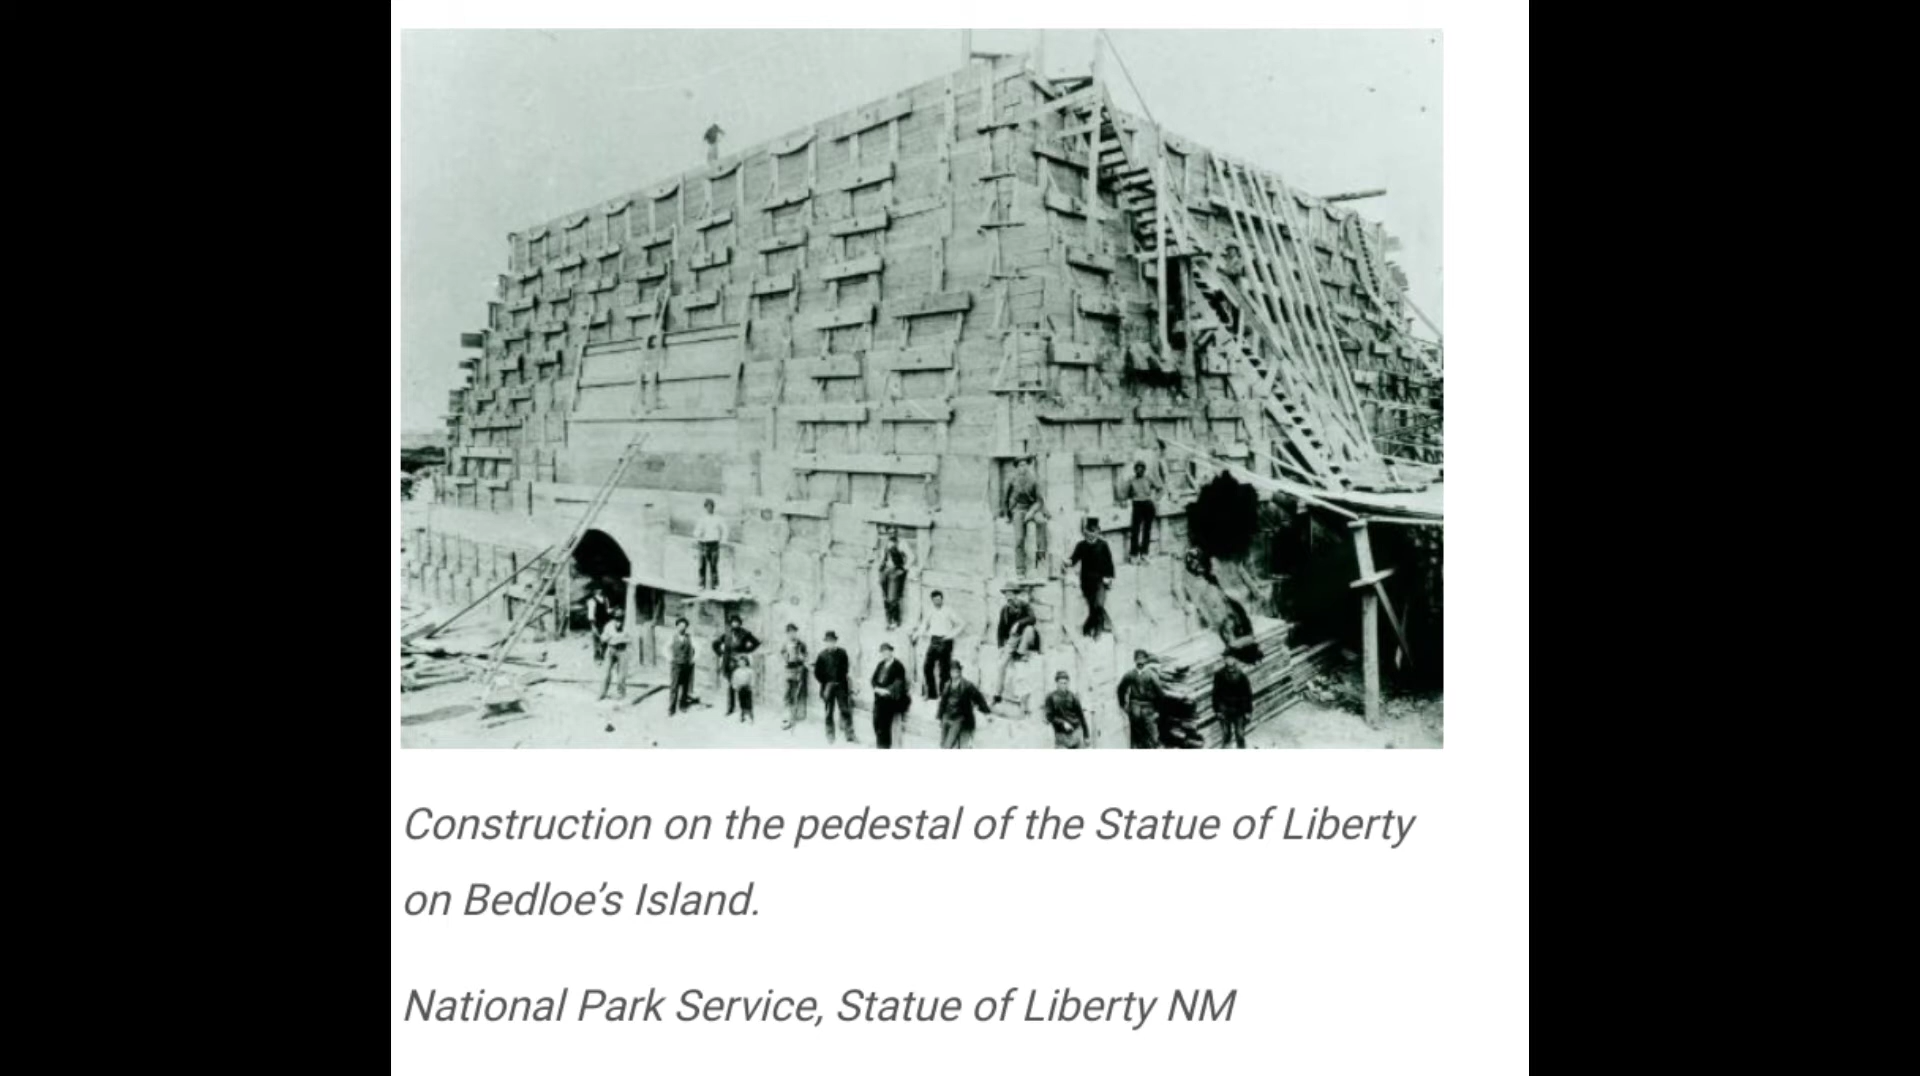 Construction on the pedestal of the Statue of Liberty
on Bedloe’s Island.
National Park Service, Statue of Liberty NM